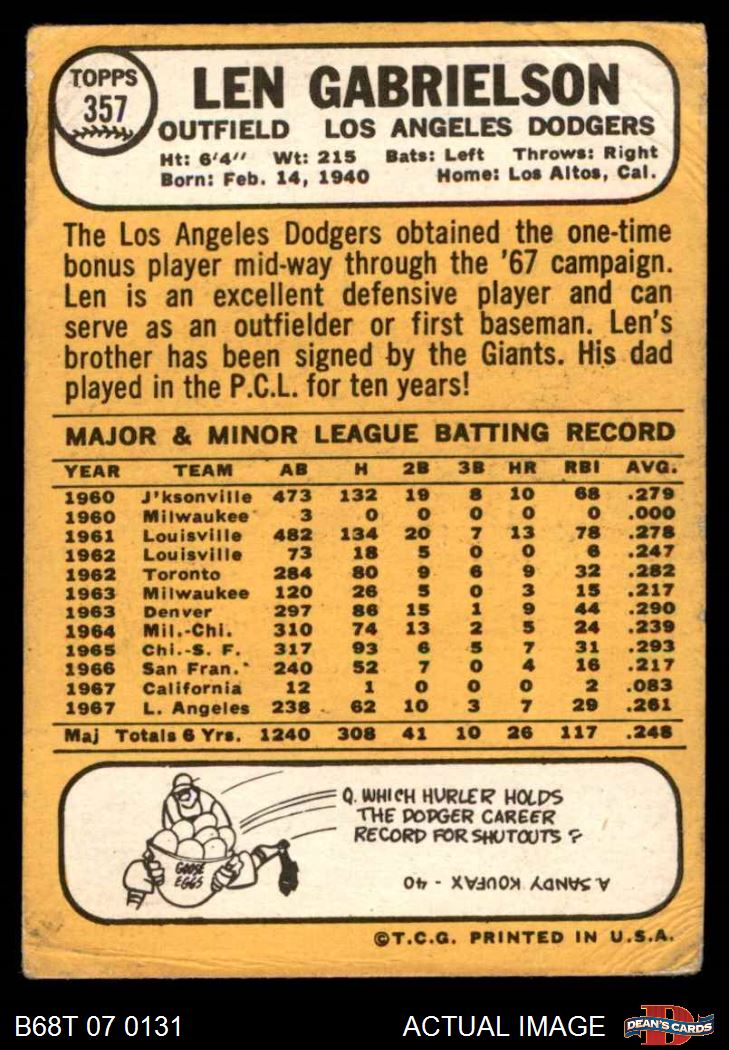 TOPPS
357
LEN GABRIELSON
OUTFIELD LOS ANGELES DODGERS
Ht: 6'4" Wt: 215 Bats: Left Throws: Right
Born: Feb. 14, 1940 Home: Los Altos, Cal.
The Los Angeles Dodgers obtained the one-time
bonus player mid-way through the '67 campaign.
Len is an excellent defensive player and can
serve as an outfielder or first baseman. Len's
brother has been signed by the Giants. His dad
played in the P.C.L. for ten years!
MAJOR & MINOR LEAGUE BATTING RECORD
YEAR TEAM AB H 2B 3B HR RBI AVG.
1960 J'ksonville 473 132 19 8 10 68 .279
1960 Milwaukee 3 0 0 0 0 0 .000
1961 Louisville 482 134 20 7 13 78 .278
1962 Louisville 73 18 5 0 0 6 .247
1962 Toronto 284 80 9 6 9 32 .282
1963 Milwaukee 120 26 5 0 3 15 .217
1963 Denver 297 86 15 1 9 44 .290
1964 Mil.-Chi. 310 74 13 2 5 24 .239
1965 Chi.-S. F. 317 93 6 5 7 31 .293
1966 San Fran. 240 52 7 0 4 16 .217
1967 California 12 1 0 0 0 2 .083
1967 L. Angeles 238 62 10 3 7 29 .261
Maj Totals 6 Yrs. 1240 308 41 10 26 117 .248
Q. WHICH HURLER HOLDS
THE DODGER CAREER
RECORD FOR SHUTOUTS?
GOOSE
EGGS
A. SANDY KOUFAX - 40
©T.C.G. PRINTED IN U.S.A.
B68T 07 0131 ACTUAL IMAGE DEAN'S CARDS